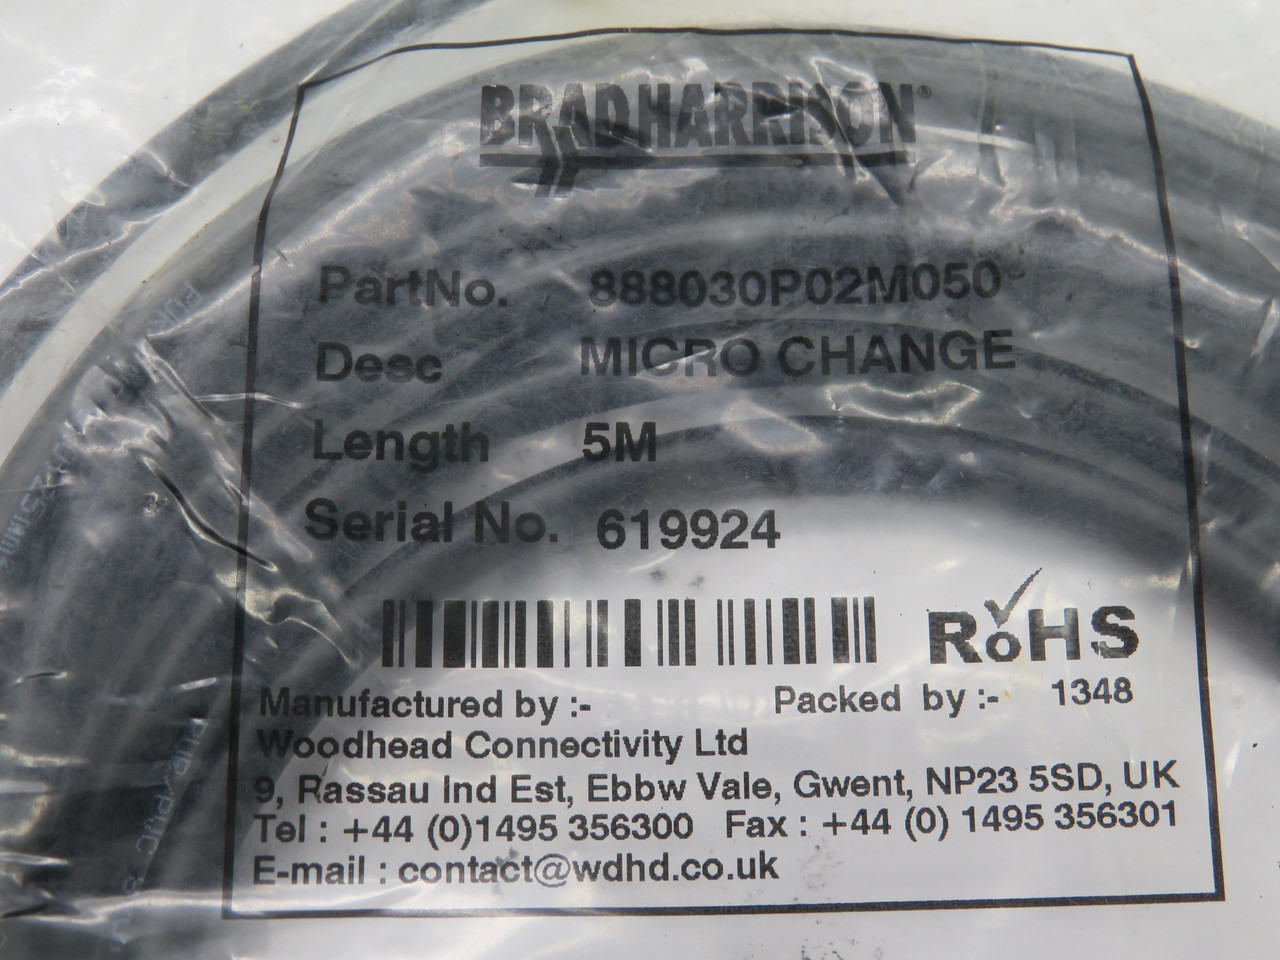 BRAD HARRISON®
PartNo. 888030P02M050
Desc MICRO CHANGE
Length 5M
Serial No. 619924
RoHS
Manufactured by :- Packed by :- 1348
Woodhead Connectivity Ltd
9, Rassau Ind Est, Ebbw Vale, Gwent, NP23 5SD, UK
Tel : +44 (0)1495 356300 Fax : +44 (0) 1495 356301
E-mail : contact@wdhd.co.uk